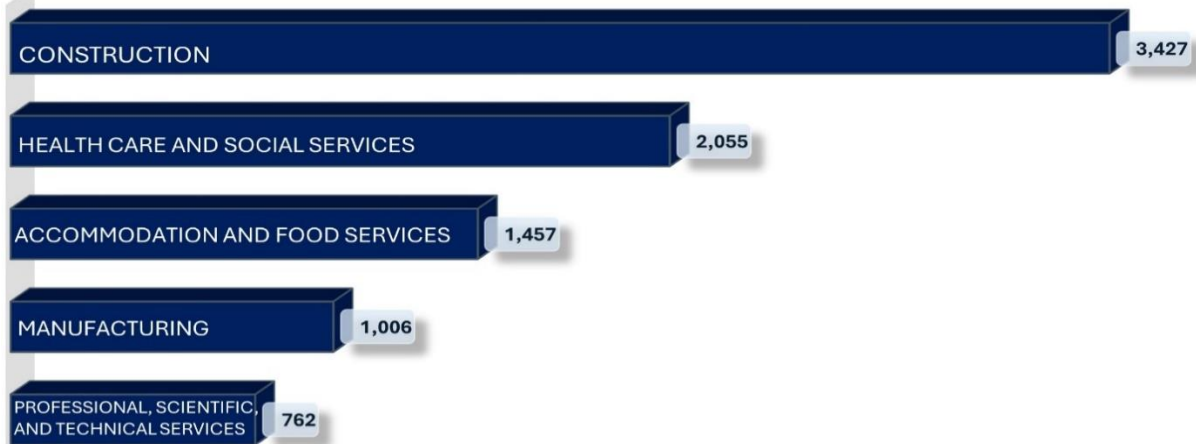 CONSTRUCTION
3,427
HEALTH CARE AND SOCIAL SERVICES
2,055
ACCOMMODATION AND FOOD SERVICES
1,457
MANUFACTURING
1,006
PROFESSIONAL, SCIENTIFIC,
AND TECHNICAL SERVICES
762